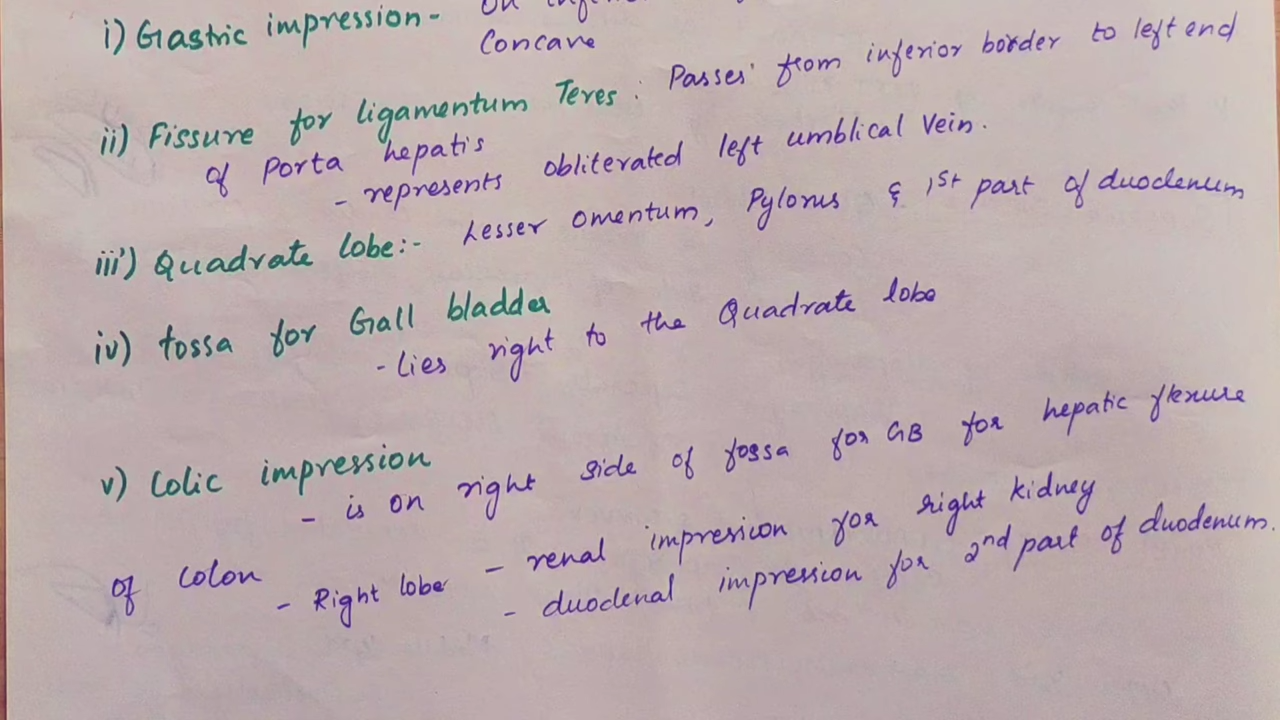 i) Gastric impression - On
Concave
ii) Fissure for ligamentum Teres : Passes from inferior border to left end
of Porta hepatis
- represents obliterated left umblical Vein.
iii) Quadrate lobe:- Lesser omentum, Pylorus & 1st part of duodenum
iv) fossa for Gall bladder
- Lies right to the Quadrate lobe
v) Colic impression
- is on right side of fossa for GB for hepatic flexure
of colon
- Right lobe - renal impression for right kidney
- duodenal impression for 2nd part of duodenum.